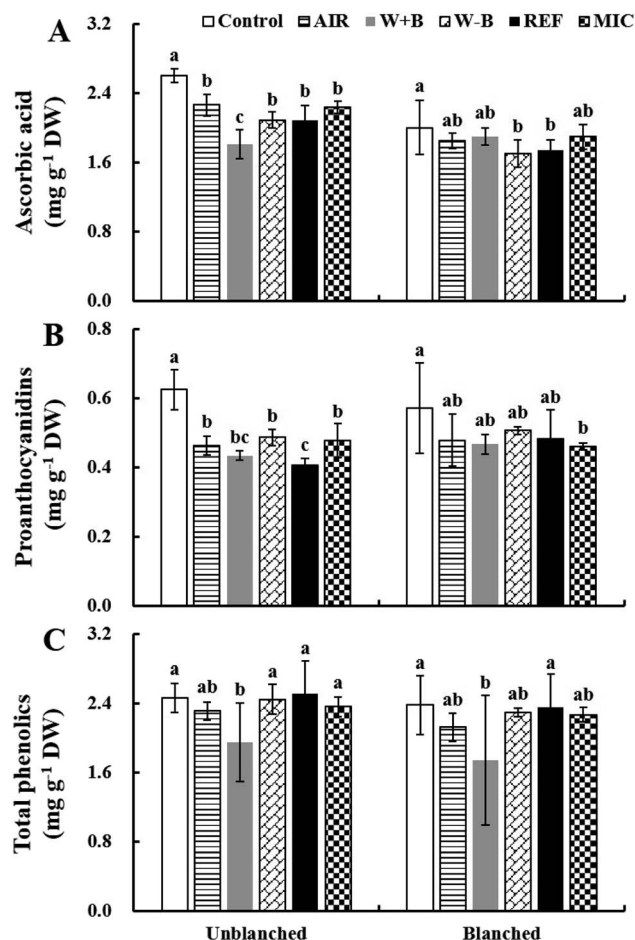 A
Control AIR W+B W-B REF MIC
3.2
2.4
1.6
0.8
0.0
Ascorbic acid
(mg g⁻¹ DW)
a b c b b b a ab ab b b ab
B
0.8
0.6
0.4
0.2
0.0
Proanthocyanidins
(mg g⁻¹ DW)
a b bc b c b a ab ab ab ab b
C
3.2
2.4
1.6
0.8
0.0
Total phenolics
(mg g⁻¹ DW)
a ab b a a a a ab b ab a ab
Unblanched Blanched